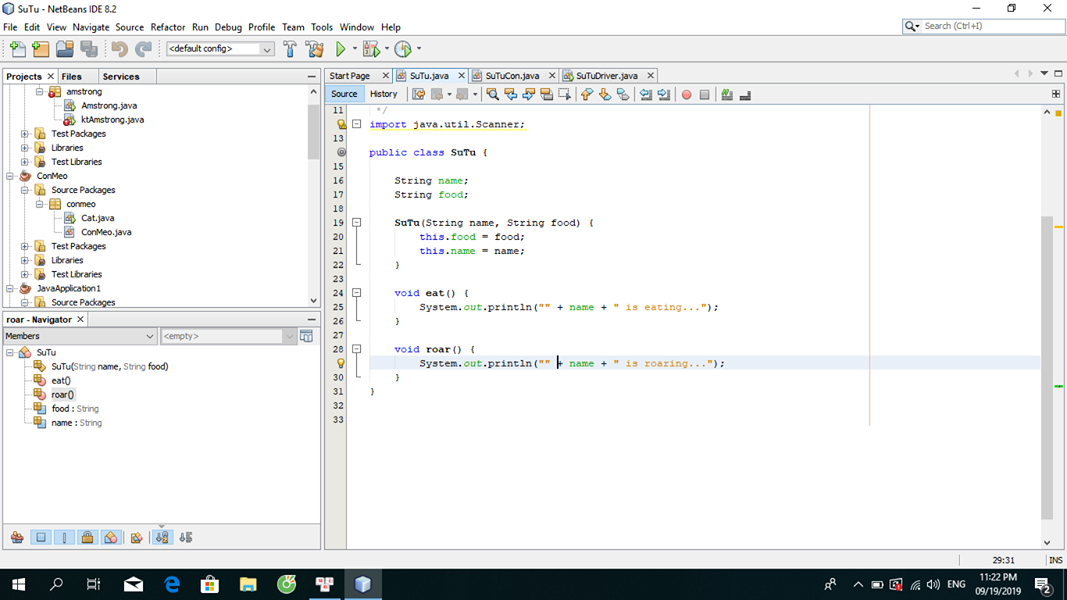 SuTu - NetBeans IDE 8.2
File Edit View Navigate Source Refactor Run Debug Profile Team Tools Window Help
Search (Ctrl+I)
<default config>
Projects Files Services
amstrong
Amstrong.java
ktAmstrong.java
Test Packages
Libraries
Test Libraries
ConMeo
Source Packages
conmeo
Cat.java
ConMeo.java
Test Packages
Libraries
Test Libraries
JavaApplication1
Source Packages
roar - Navigator
Members <empty>
SuTu
SuTu(String name, String food)
eat()
roar()
food : String
name : String
Start Page SuTu.java SuTuCon.java SuTuDriver.java
Source History
11 */
import java.util.Scanner;
13
public class SuTu {
15
16 String name;
17 String food;
18
19 SuTu(String name, String food) {
20 this.food = food;
21 this.name = name;
22 }
23
24 void eat() {
25 System.out.println("" + name + " is eating...");
26 }
27
28 void roar() {
System.out.println("" + name + " is roaring...");
30 }
31 }
32
33
29:31 INS
ENG 11:22 PM
09/19/2019
2